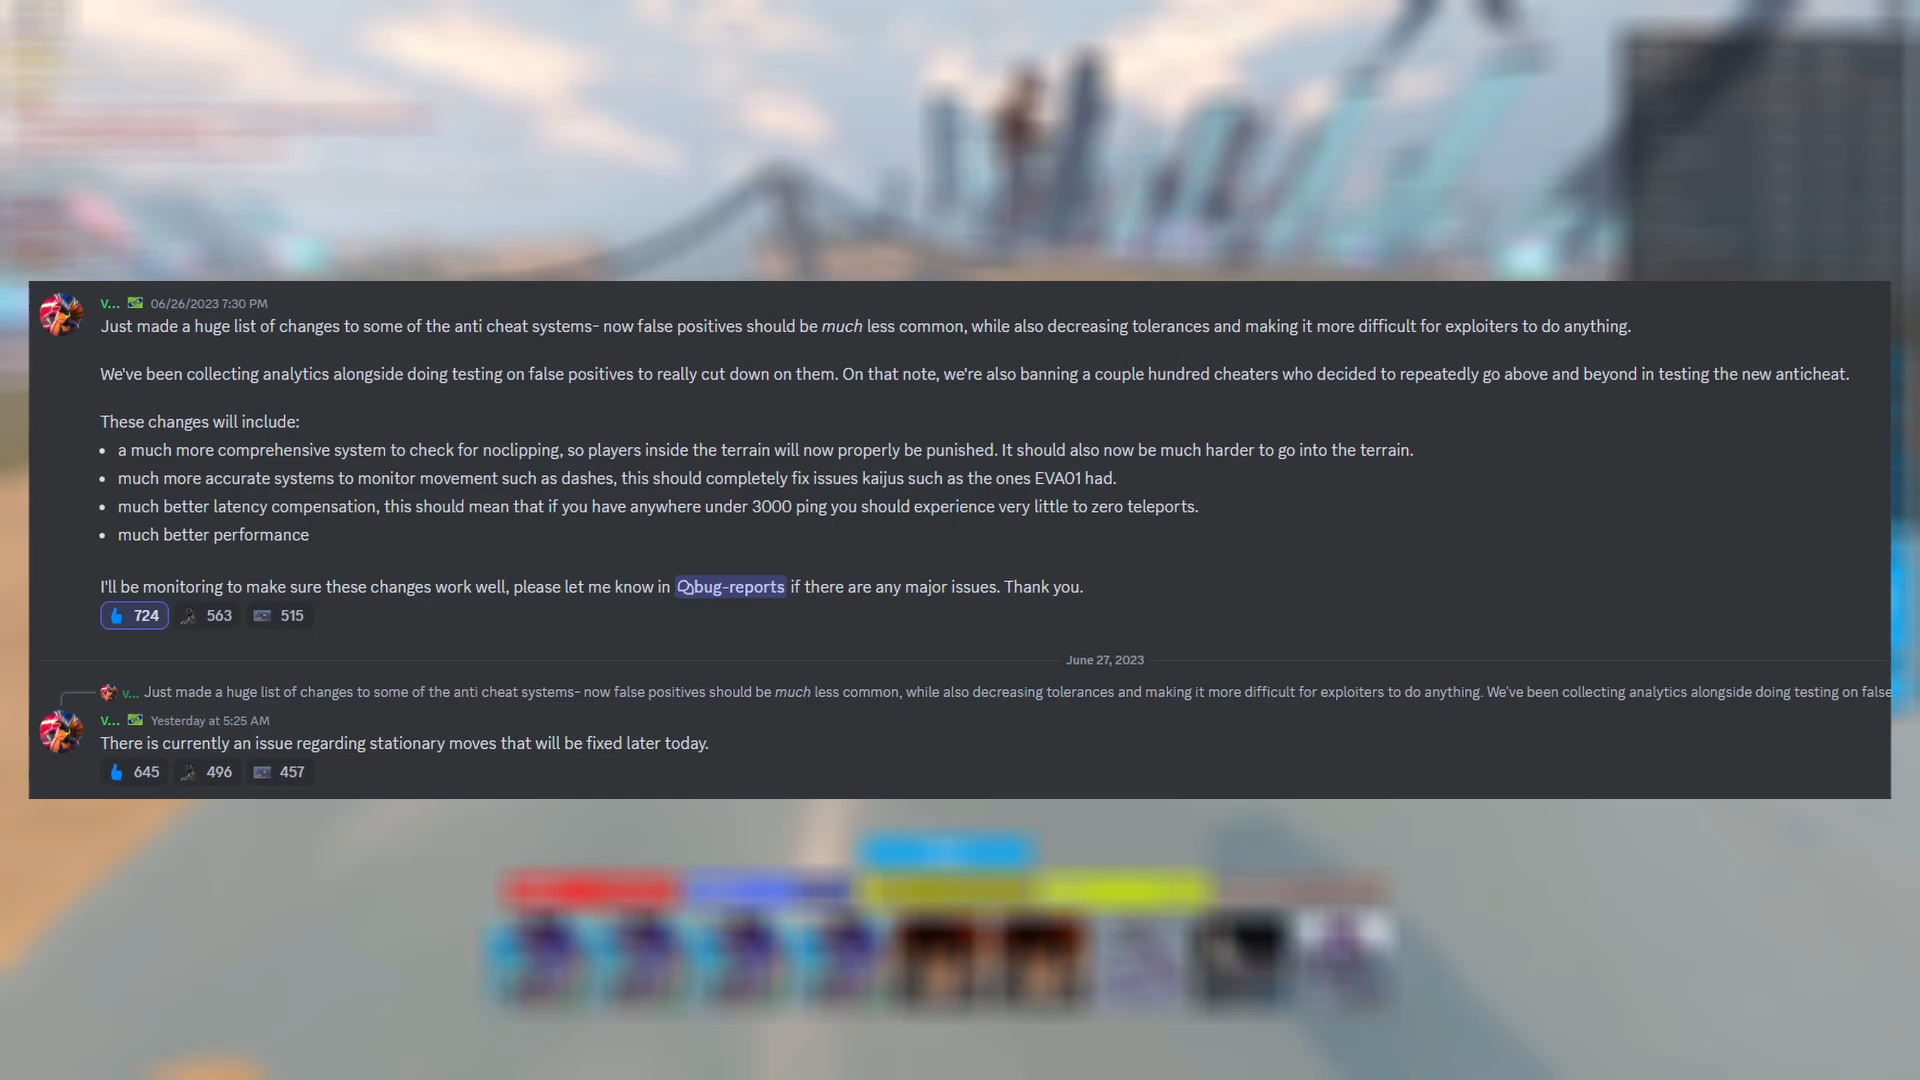 V... 06/26/2023 7:30 PM
Just made a huge list of changes to some of the anti cheat systems- now false positives should be much less common, while also decreasing tolerances and making it more difficult for exploiters to do anything.
We've been collecting analytics alongside doing testing on false positives to really cut down on them. On that note, we're also banning a couple hundred cheaters who decided to repeatedly go above and beyond in testing the new anticheat.
These changes will include:
• a much more comprehensive system to check for noclipping, so players inside the terrain will now properly be punished. It should also now be much harder to go into the terrain.
• much more accurate systems to monitor movement such as dashes, this should completely fix issues kaijus such as the ones EVA01 had.
• much better latency compensation, this should mean that if you have anywhere under 3000 ping you should experience very little to zero teleports.
• much better performance
I'll be monitoring to make sure these changes work well, please let me know in bug-reports if there are any major issues. Thank you.
724 563 515
June 27, 2023
V... Just made a huge list of changes to some of the anti cheat systems- now false positives should be much less common, while also decreasing tolerances and making it more difficult for exploiters to do anything. We've been collecting analytics alongside doing testing on false
V... Yesterday at 5:25 AM
There is currently an issue regarding stationary moves that will be fixed later today.
645 496 457